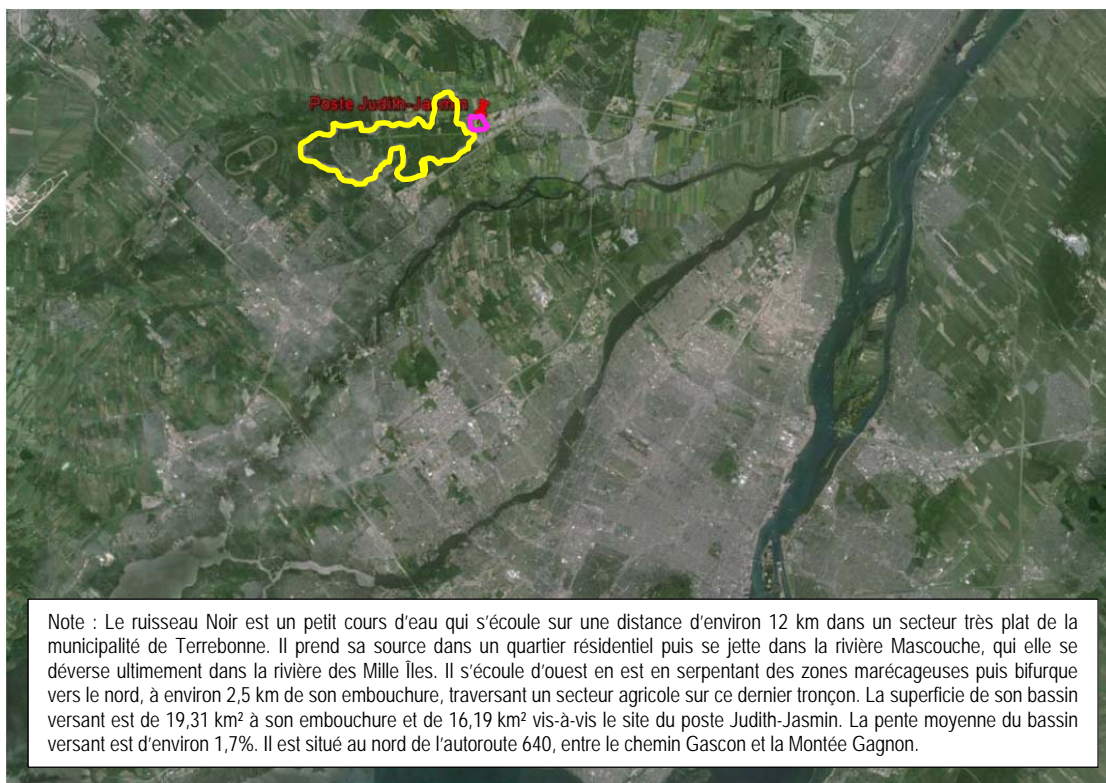 Poste Judith-Jasmin
Note : Le ruisseau Noir est un petit cours d'eau qui s'écoule sur une distance d'environ 12 km dans un secteur très plat de la
municipalité de Terrebonne. Il prend sa source dans un quartier résidentiel puis se jette dans la rivière Mascouche, qui elle se
déverse ultimement dans la rivière des Mille Îles. Il s'écoule d'ouest en est en serpentant des zones marécageuses puis bifurque
vers le nord, à environ 2,5 km de son embouchure, traversant un secteur agricole sur ce dernier tronçon. La superficie de son bassin
versant est de 19,31 km² à son embouchure et de 16,19 km² vis-à-vis le site du poste Judith-Jasmin. La pente moyenne du bassin
versant est d'environ 1,7%. Il est situé au nord de l'autoroute 640, entre le chemin Gascon et la Montée Gagnon.